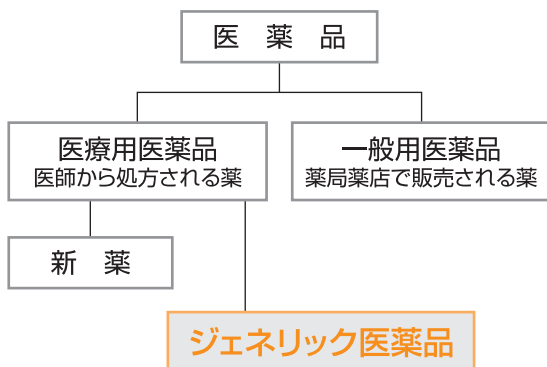 医　薬　品
医療用医薬品
医師から処方される薬
一般用医薬品
薬局薬店で販売される薬
新　薬
ジェネリック医薬品